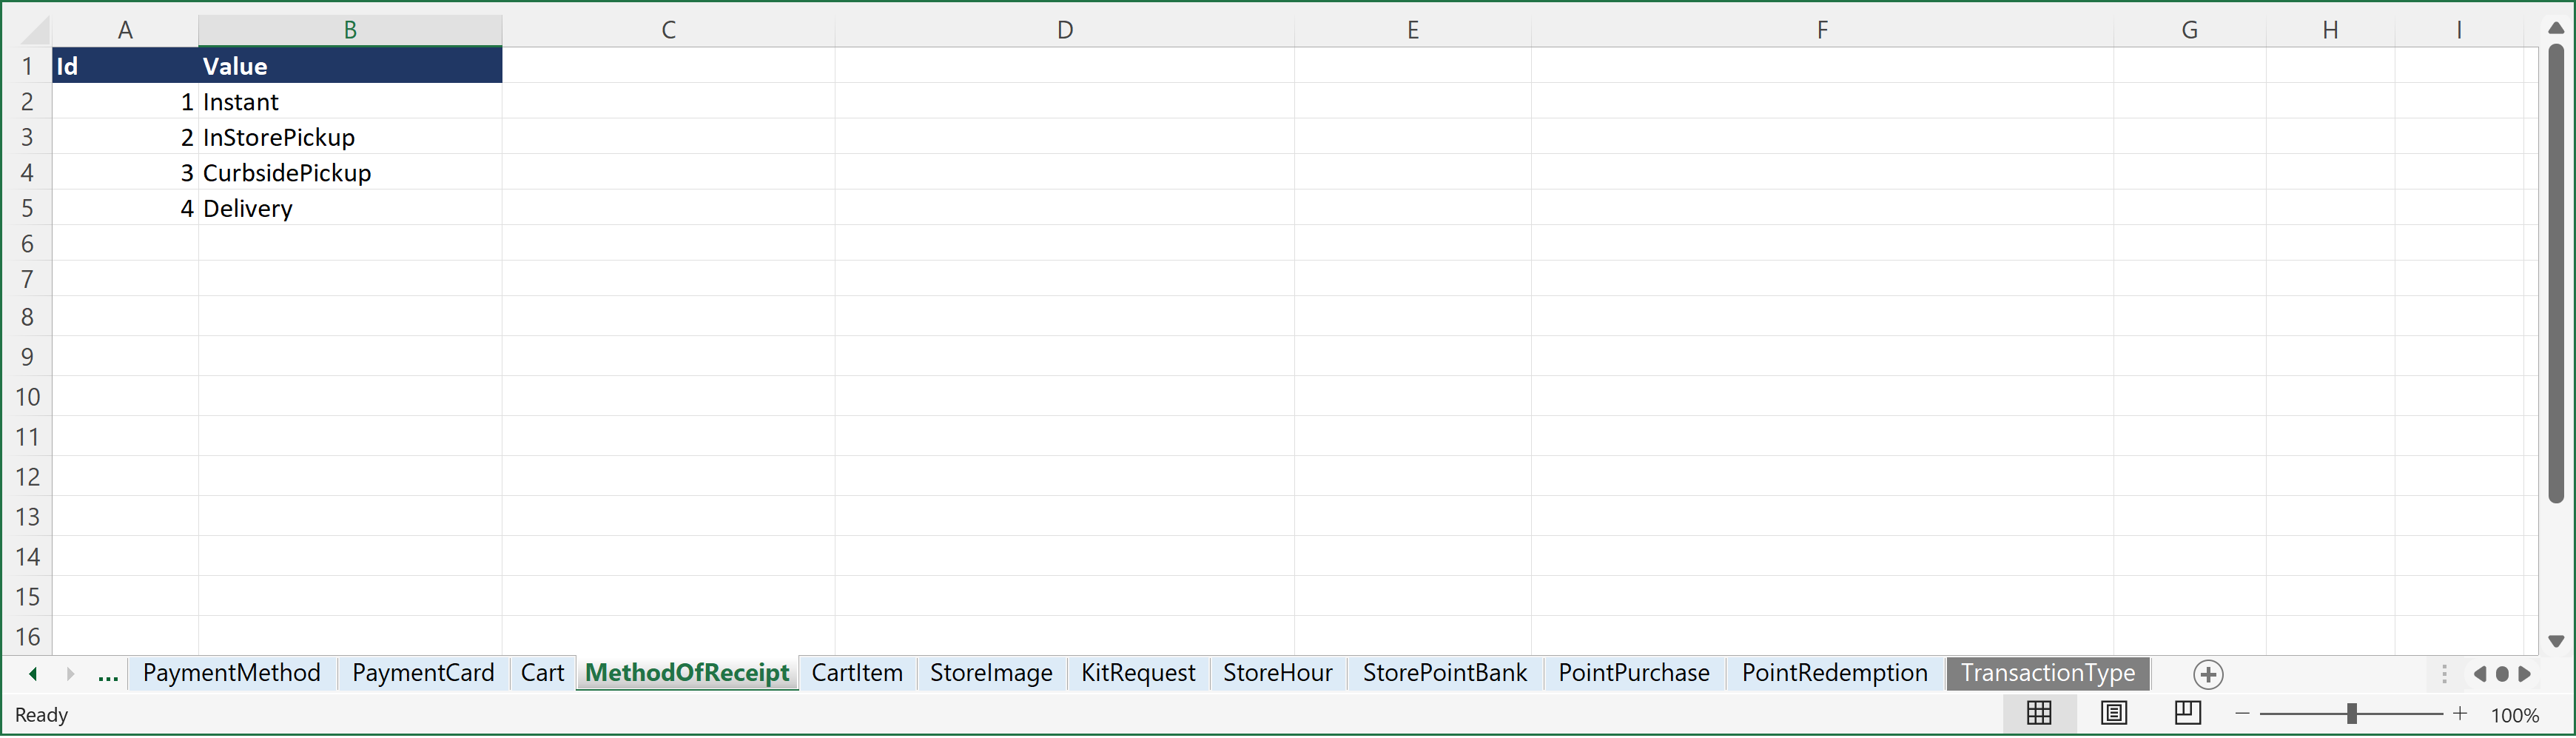 A B C D E F G H I
1 Id Value
2 1 Instant
3 2 InStorePickup
4 3 CurbsidePickup
5 4 Delivery
6
7
8
9
10
11
12
13
14
15
16
... PaymentMethod PaymentCard Cart MethodOfReceipt CartItem StoreImage KitRequest StoreHour StorePointBank PointPurchase PointRedemption TransactionType
Ready 100%